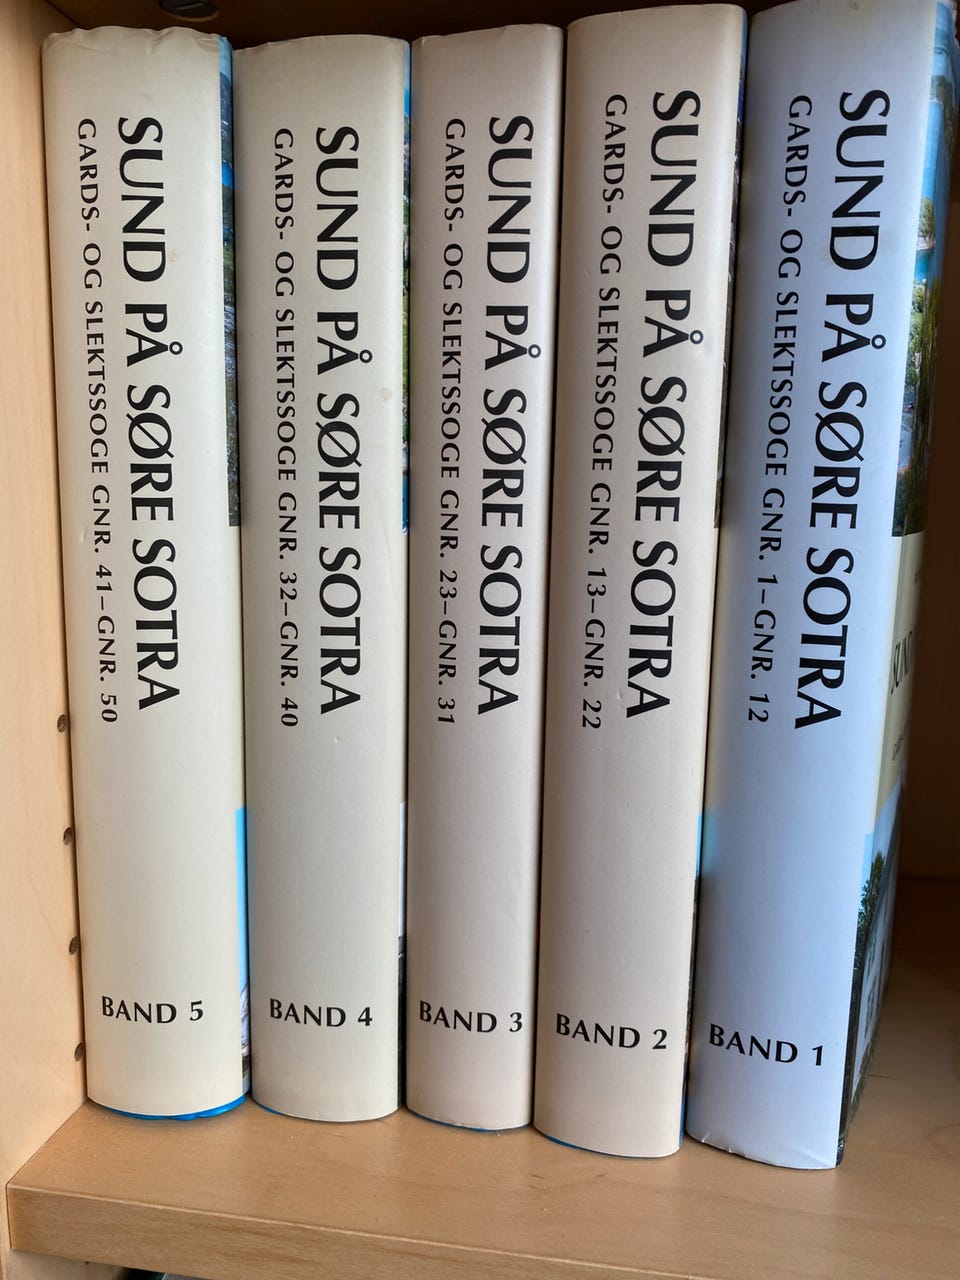 SUND PÅ SØRE SOTRA
GARDS- OG SLEKTSSOGE GNR. 41–GNR. 50
BAND 5
SUND PÅ SØRE SOTRA
GARDS- OG SLEKTSSOGE GNR. 32–GNR. 40
BAND 4
SUND PÅ SØRE SOTRA
GARDS- OG SLEKTSSOGE GNR. 23–GNR. 31
BAND 3
SUND PÅ SØRE SOTRA
GARDS- OG SLEKTSSOGE GNR. 13–GNR. 22
BAND 2
SUND PÅ SØRE SOTRA
GARDS- OG SLEKTSSOGE GNR. 1–GNR. 12
BAND 1